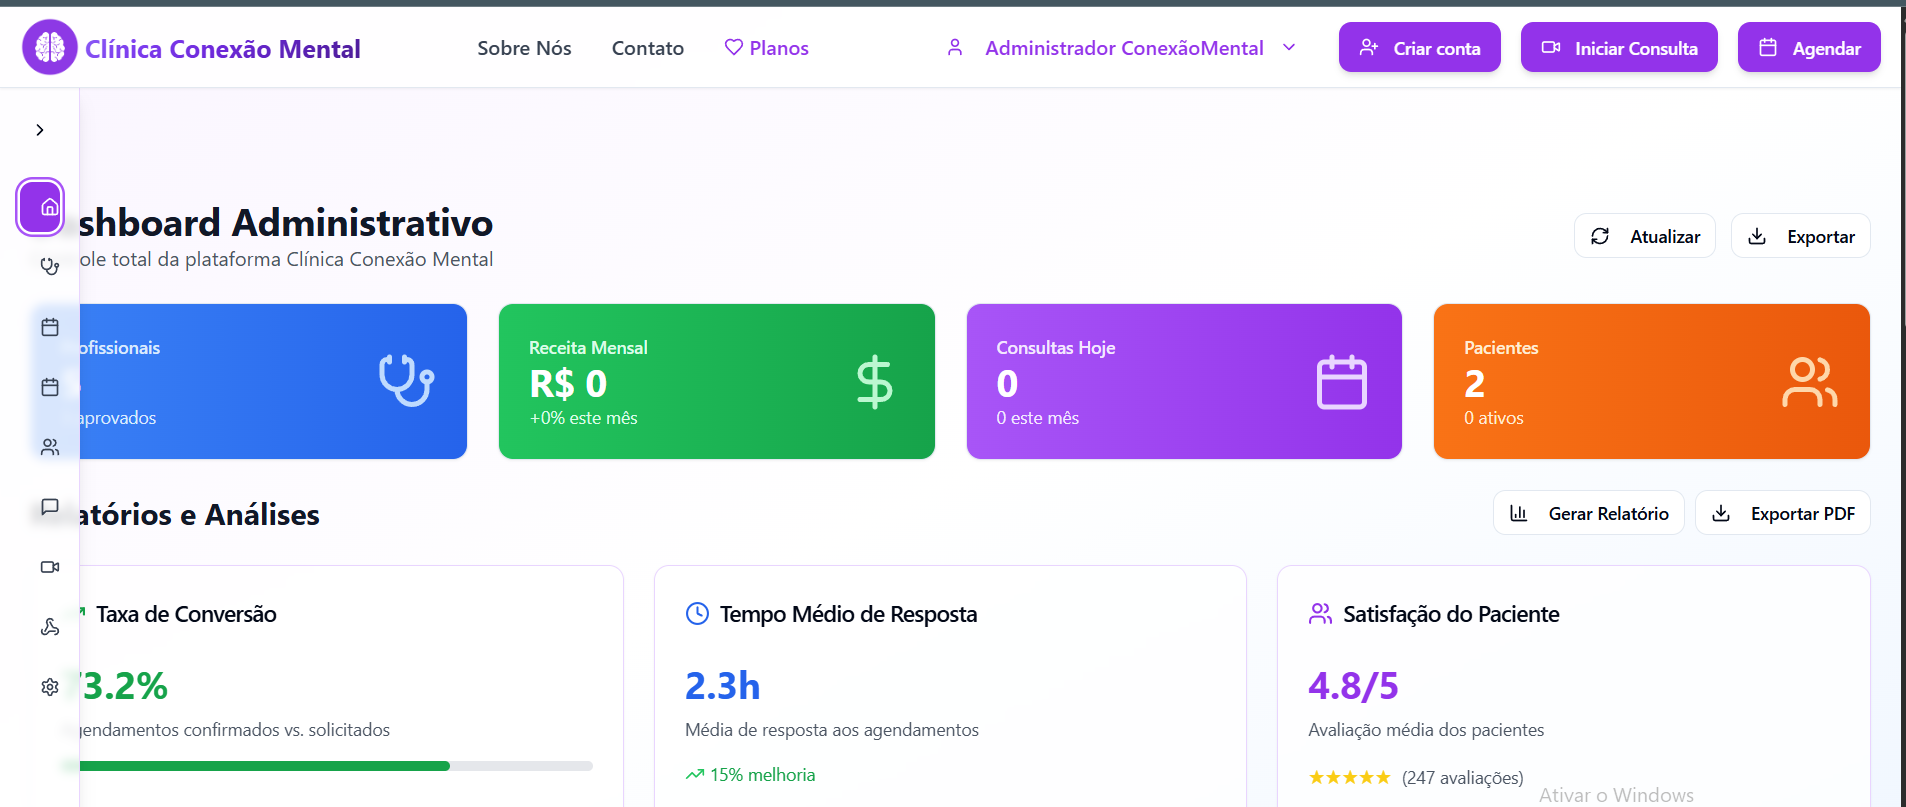 Clínica Conexão Mental
Sobre Nós
Contato
Planos
Administrador ConexãoMental
Criar conta
Iniciar Consulta
Agendar
shboard Administrativo
ole total da plataforma Clínica Conexão Mental
Atualizar
Exportar
ofissionais
aprovados
Receita Mensal
R$ 0
+0% este mês
Consultas Hoje
0
0 este mês
Pacientes
2
0 ativos
atórios e Análises
Gerar Relatório
Exportar PDF
Taxa de Conversão
73.2%
gendamentos confirmados vs. solicitados
Tempo Médio de Resposta
2.3h
Média de resposta aos agendamentos
15% melhoria
Satisfação do Paciente
4.8/5
Avaliação média dos pacientes
(247 avaliações)
Ativar o Windows